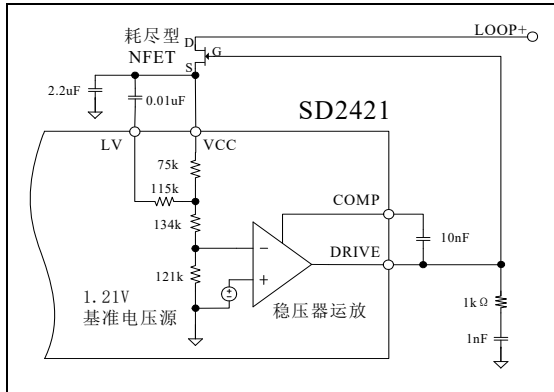 LOOP+
耗尽型
NFET
D
G
S
2.2uF
0.01uF
SD2421
LV
VCC
75k
115k
134k
COMP
10nF
DRIVE
121k
1.21V
基准电压源
稳压器运放
1kΩ
1nF